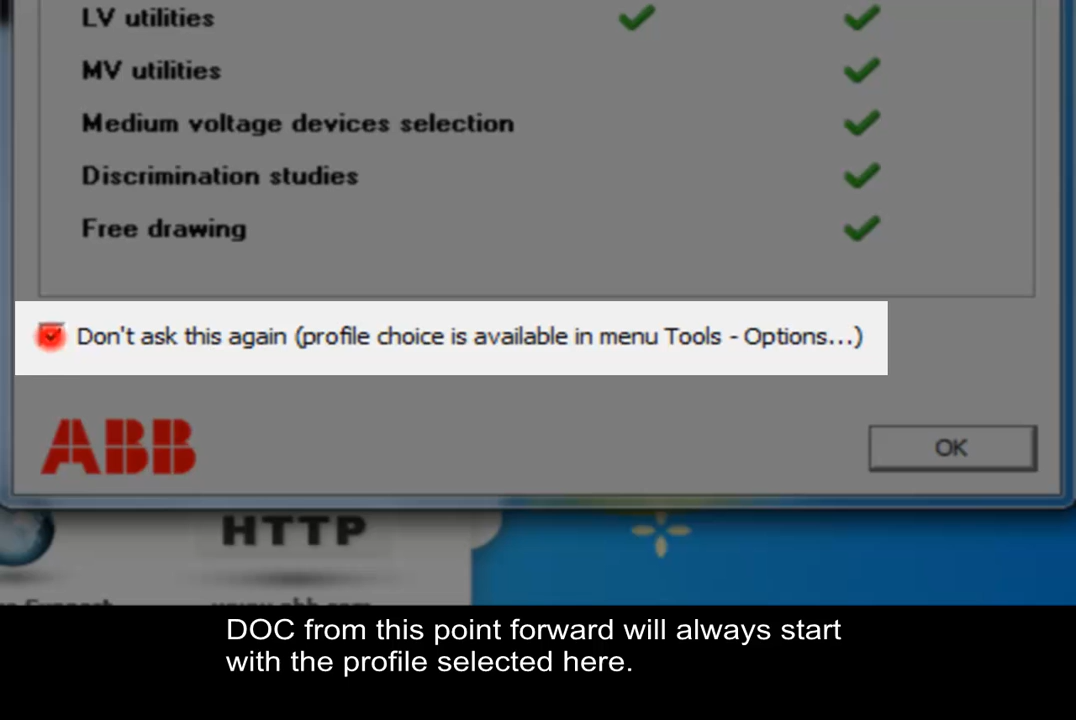 LV utilities
MV utilities
Medium voltage devices selection
Discrimination studies
Free drawing
Don't ask this again (profile choice is available in menu Tools - Options...)
ABB
OK
HTTP
DOC from this point forward will always start
with the profile selected here.